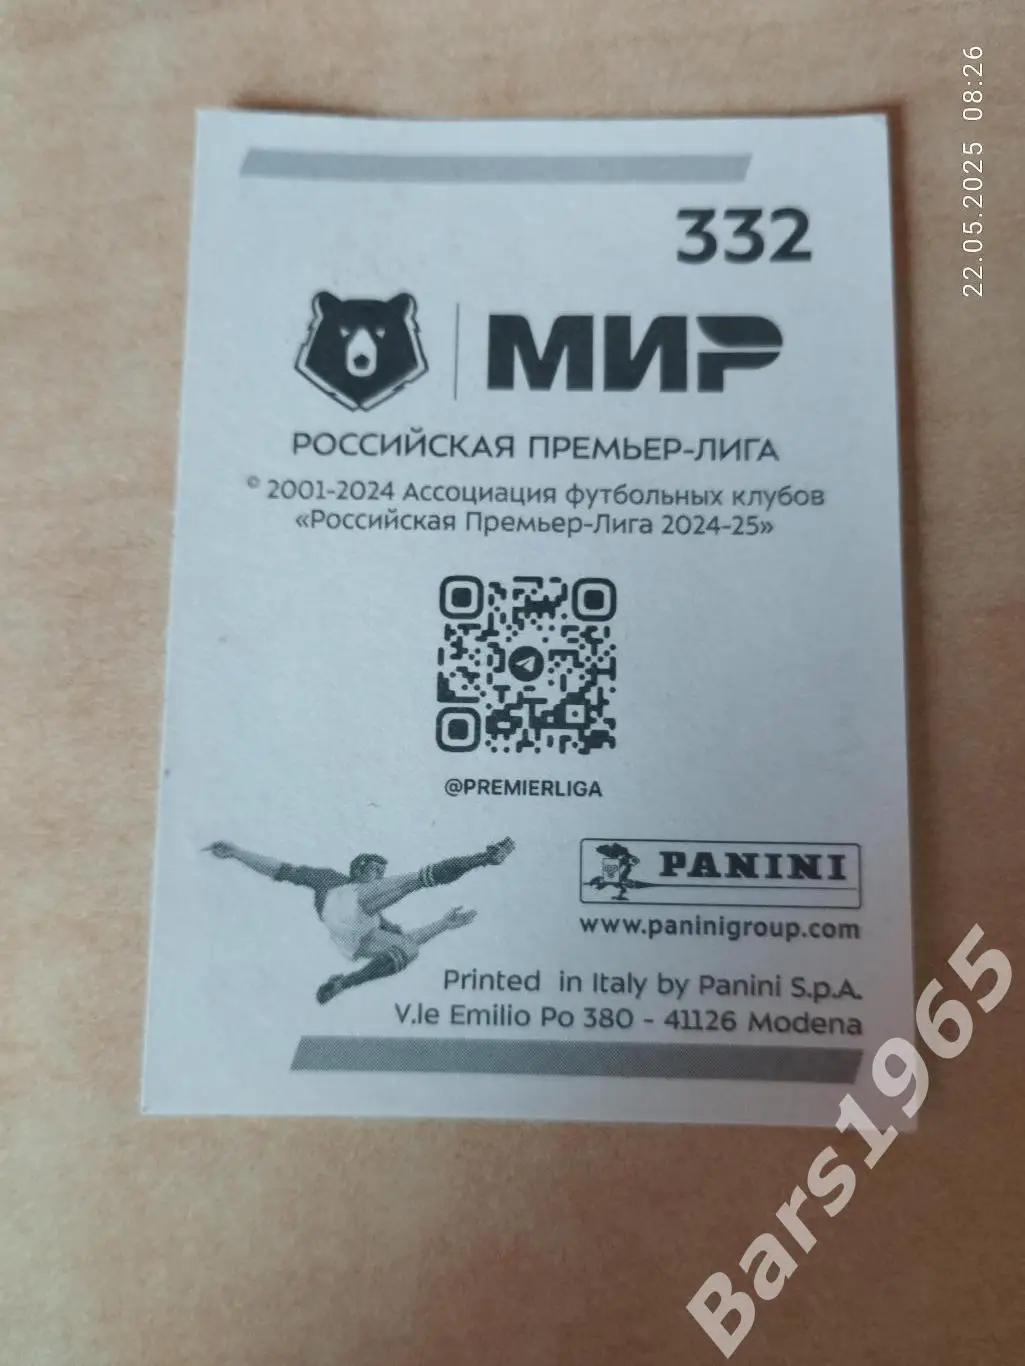 22.05.2025 08:26
332
МИР
РОССИЙСКАЯ ПРЕМЬЕР-ЛИГА
© 2001-2024 Ассоциация футбольных клубов
«Российская Премьер-Лига 2024-25»
@PREMIERLIGA
PANINI
www.paninigroup.com
Printed in Italy by Panini S.p.A.
V.le Emilio Po 380 - 41126 Modena
Bars1965